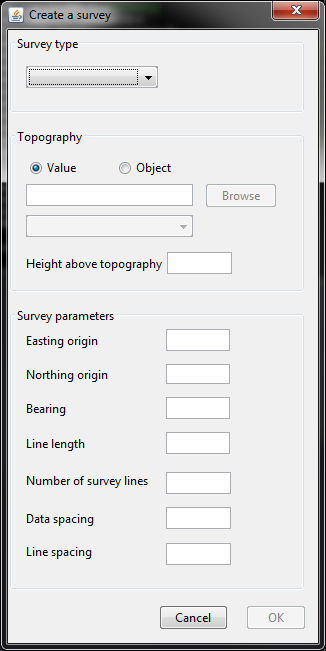 Create a survey
Survey type
Topography
Value Object
Browse
Height above topography
Survey parameters
Easting origin
Northing origin
Bearing
Line length
Number of survey lines
Data spacing
Line spacing
Cancel OK